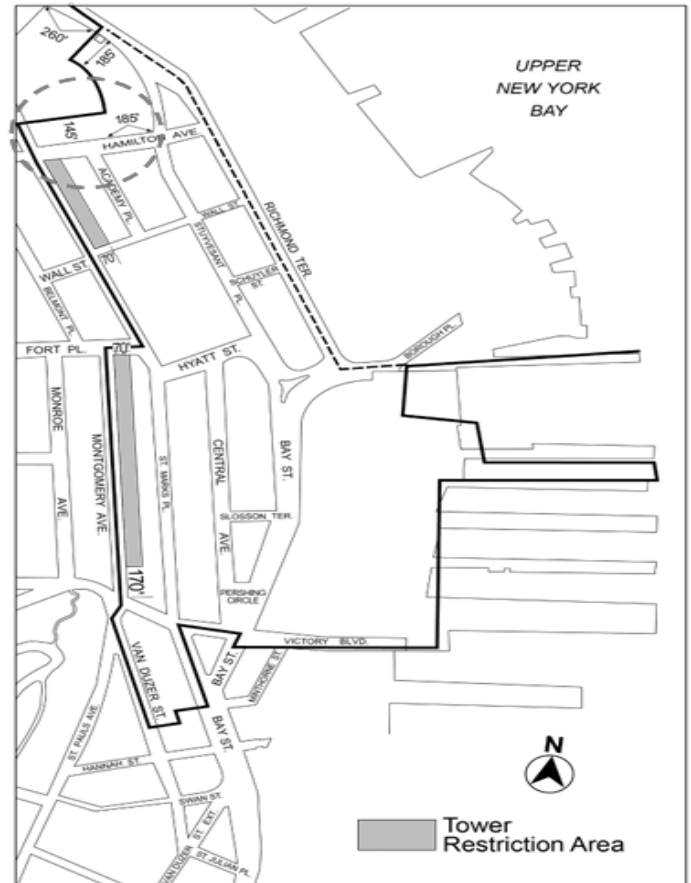 260'
185'
UPPER
NEW YORK
BAY
145'
185'
HAMILTON AVE.
ACADEMY PL.
WALL ST.
RICHMOND TER.
STUYVESANT
PL.
70'
WALL ST.
SCHUYLER
ST.
BELMONT PL.
BOROUGH PL.
FORT PL.
70'
HYATT ST.
MONROE
AVE.
MONTGOMERY AVE.
ST. MARKS PL.
CENTRAL
AVE.
BAY ST.
SLOSSON TER.
170'
PERSHING
CIRCLE
VICTORY BLVD.
VAN DUZER ST.
BAY ST.
MINTHORNE ST.
ST. PAULS AVE.
BAY ST.
HANNAH ST.
N
SWAN ST.
VAN DUZER
ST. EXT.
ST. JULIAN PL.
Tower
Restriction Area